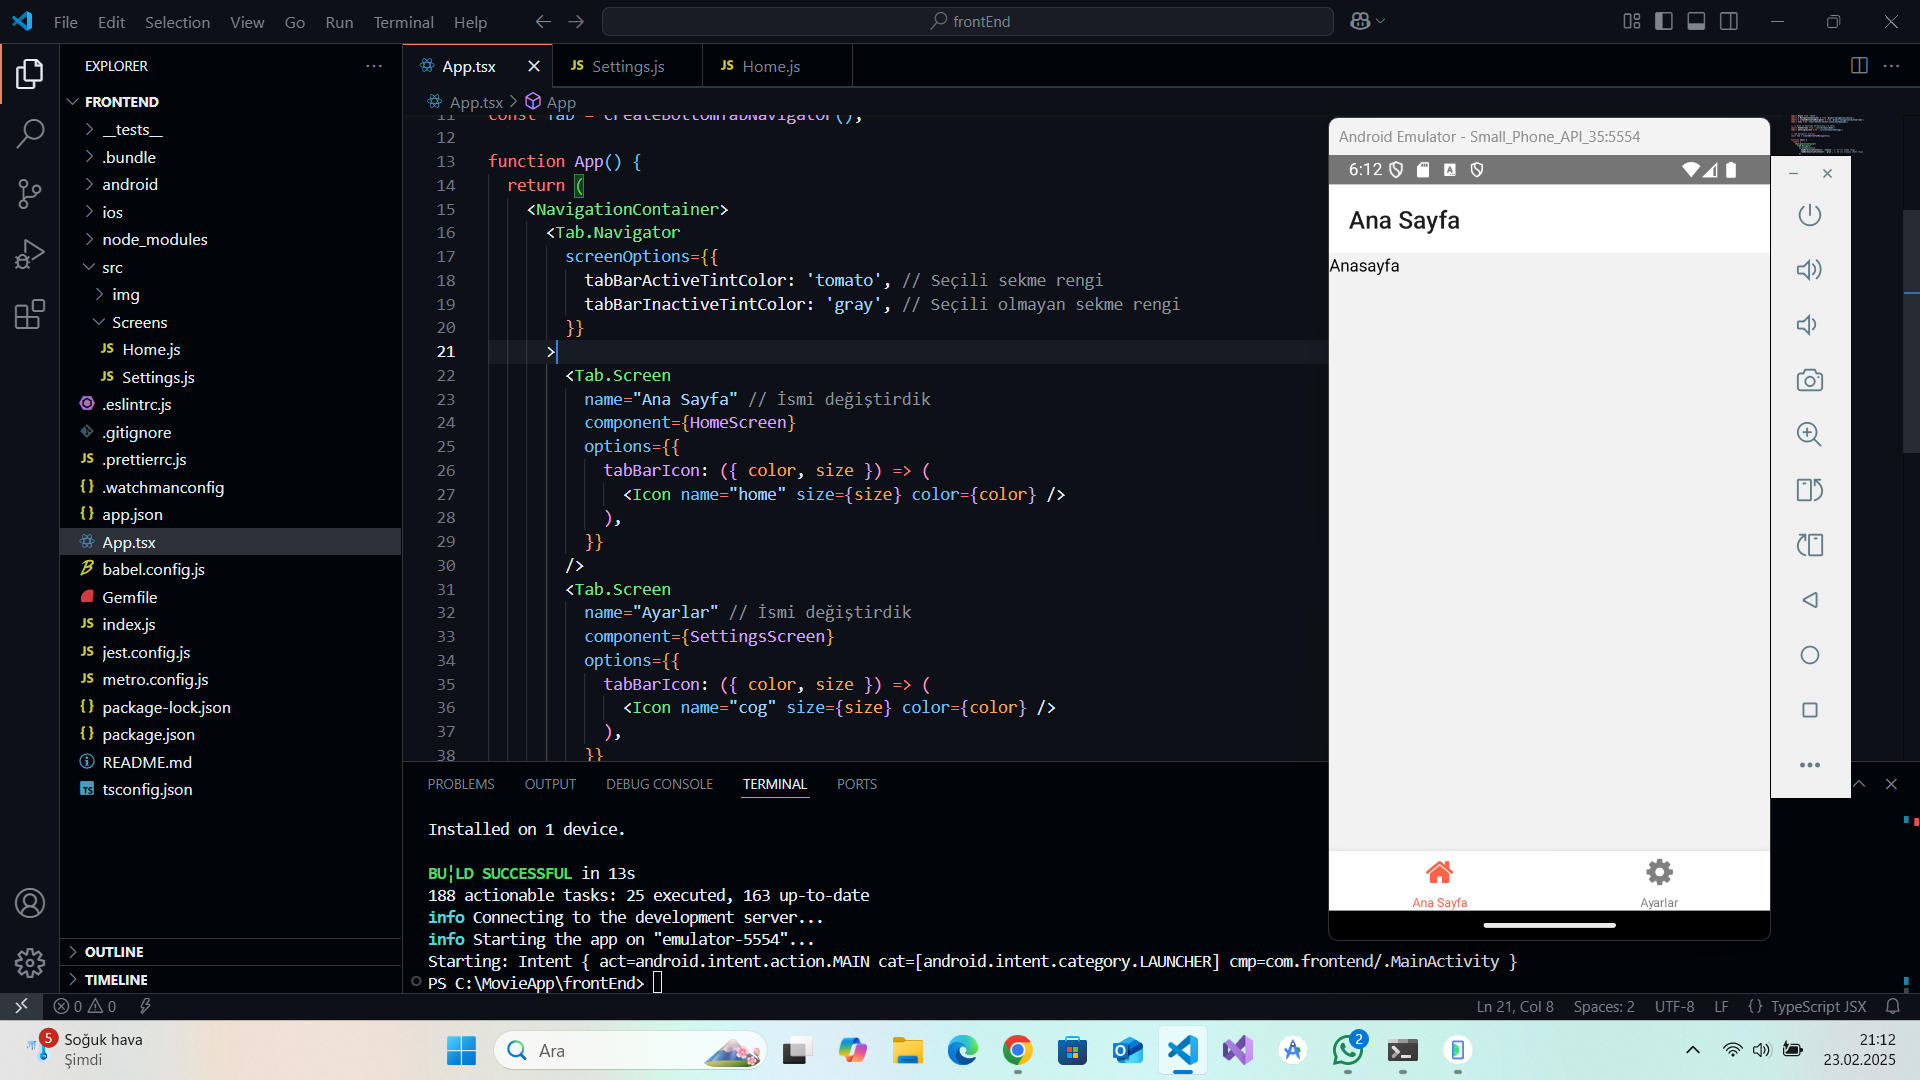 File Edit Selection View Go Run Terminal Help
frontEnd
EXPLORER
FRONTEND
__tests__
.bundle
android
ios
node_modules
src
img
Screens
JS Home.js
JS Settings.js
.eslintrc.js
.gitignore
JS .prettierrc.js
{} .watchmanconfig
{} app.json
App.tsx
babel.config.js
Gemfile
JS index.js
JS jest.config.js
JS metro.config.js
{} package-lock.json
{} package.json
README.md
TS tsconfig.json
OUTLINE
TIMELINE
App.tsx
JS Settings.js
JS Home.js
App.tsx > App
11 const Tab = createBottomTabNavigator();
12
13 function App() {
14 return (
15 <NavigationContainer>
16 <Tab.Navigator
17 screenOptions={{
18 tabBarActiveTintColor: 'tomato', // Seçili sekme rengi
19 tabBarInactiveTintColor: 'gray', // Seçili olmayan sekme rengi
20 }}
21 >
22 <Tab.Screen
23 name="Ana Sayfa" // İsmi değiştirdik
24 component={HomeScreen}
25 options={{
26 tabBarIcon: ({ color, size }) => (
27 <Icon name="home" size={size} color={color} />
28 ),
29 }}
30 />
31 <Tab.Screen
32 name="Ayarlar" // İsmi değiştirdik
33 component={SettingsScreen}
34 options={{
35 tabBarIcon: ({ color, size }) => (
36 <Icon name="cog" size={size} color={color} />
37 ),
38 }}
PROBLEMS OUTPUT DEBUG CONSOLE TERMINAL PORTS
Installed on 1 device.
BU¦LD SUCCESSFUL in 13s
188 actionable tasks: 25 executed, 163 up-to-date
info Connecting to the development server...
info Starting the app on "emulator-5554"...
Starting: Intent { act=android.intent.action.MAIN cat=[android.intent.category.LAUNCHER] cmp=com.frontend/.MainActivity }
PS C:\MovieApp\frontEnd>
Android Emulator - Small_Phone_API_35:5554
6:12
A
Ana Sayfa
Anasayfa
Ana Sayfa
Ayarlar
0 0
Ln 21, Col 8 Spaces: 2 UTF-8 LF {} TypeScript JSX
5
Soğuk hava
Şimdi
Ara
2
21:12
23.02.2025